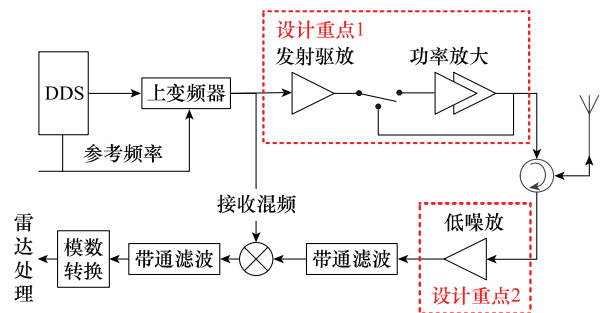 设计重点1
发射驱放
功率放大
DDS
上变频器
参考频率
接收混频
低噪放
雷达处理
模数
转换
带通滤波
带通滤波
设计重点2